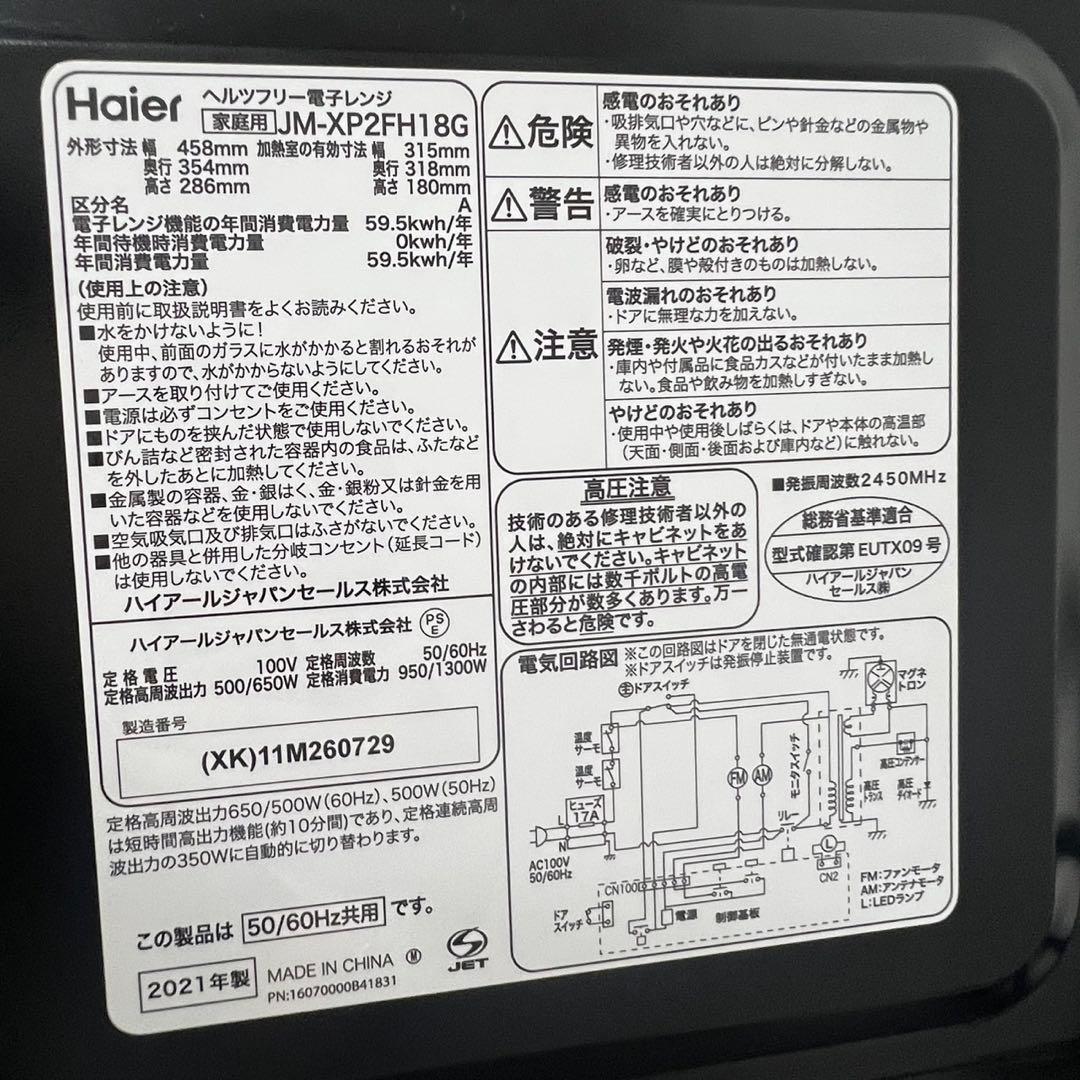 Haier ヘルツフリー電子レンジ
家庭用 JM-XP2FH18G
外形寸法 幅 458mm 加熱室の有効寸法 幅 315mm
奥行 354mm 奥行 318mm
高さ 286mm 高さ 180mm
区分名 A
電子レンジ機能の年間消費電力量 59.5kwh/年
年間待機時消費電力量 0kwh/年
年間消費電力量 59.5kwh/年
(使用上の注意)
使用前に取扱説明書をよくお読みください。
■水をかけないように!
使用中、前面のガラスに水がかかると割れるおそれが
ありますので、水がかからないようにしてください。
■アースを取り付けてご使用ください。
■電源は必ずコンセントをご使用ください。
■ドアにものを挟んだ状態で使用しないでください。
■びん詰など密封された容器内の食品は、ふたなど
を外したあとに加熱してください。
■金属製の容器、金・銀はく、金・銀粉又は針金を用
いた容器などを使用しないでください。
■空気吸気口及び排気口はふさがないでください。
■他の器具と併用した分岐コンセント(延長コード)
は使用しないでください。
ハイアールジャパンセールス株式会社
ハイアールジャパンセールス株式会社 PSE
定格電圧 100V 定格周波数 50/60Hz
定格高周波出力 500/650W 定格消費電力 950/1300W
製造番号
(XK)11M260729
定格高周波出力650/500W(60Hz)、500W(50Hz)
は短時間高出力機能(約10分間)であり、定格連続高周
波出力の350Wに自動的に切り替わります。
この製品は 50/60Hz共用 です。
2021年製 MADE IN CHINA Ⓜ JET
PN:16070000B41831
⚠危険
感電のおそれあり
・吸排気口や穴などに、ピンや針金などの金属物や
異物を入れない。
・修理技術者以外の人は絶対に分解しない。
⚠警告
感電のおそれあり
・アースを確実にとりつける。
⚠注意
破裂・やけどのおそれあり
・卵など、膜や殻付きのものは加熱しない。
電波漏れのおそれあり
・ドアに無理な力を加えない。
発煙・発火や火花の出るおそれあり
・庫内や付属品に食品カスなどが付いたまま加熱し
ない。食品や飲み物を加熱しすぎない。
やけどのおそれあり
・使用中や使用後しばらくは、ドアや本体の高温部
(天面・側面・後面および庫内など)に触れない。
高圧注意
技術のある修理技術者以外の
人は、絶対にキャビネットをあ
けないでください。キャビネット
の内部には数千ボルトの高電
圧部分が数多くあります。万一
さわると危険です。
■発振周波数2450MHz
総務省基準適合
型式確認第EUTX09号
ハイアールジャパン
セールス㈱
電気回路図 ※この回路図はドアを閉じた無通電状態です。
※ドアスイッチは発振停止装置です。
主ドアスイッチ
マグネ
トロン
温度
サーモ
温度
サーモ
FM
AM
モニタスイッチ
高圧コンデンサー
高圧
トランス
高圧
ダイオード
ヒューズ
17A
L
N
リレー
AC100V
50/60Hz
L
CN2
CN100
ドア
スイッチ
電源
制御基板
FM:ファンモータ
AM:アンテナモータ
L:LEDランプ